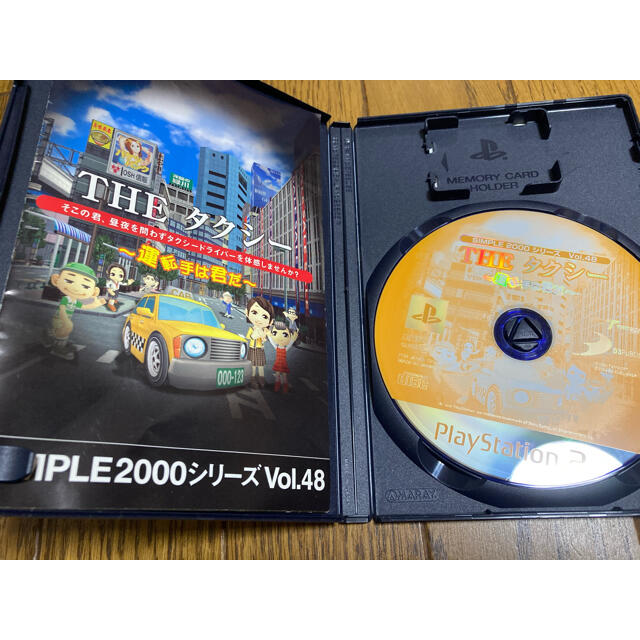 OSH
THE タクシー
そこの君、昼夜を問わずタクシードライバーを体感しませんか?
～運転手は君だ～
000-123
IMPLE2000シリーズ Vol.48
MEMORY CARD
HOLDER
SIMPLE 2000 シリーズ Vol.48
THE タクシー
PlayStation 2
AMARAY